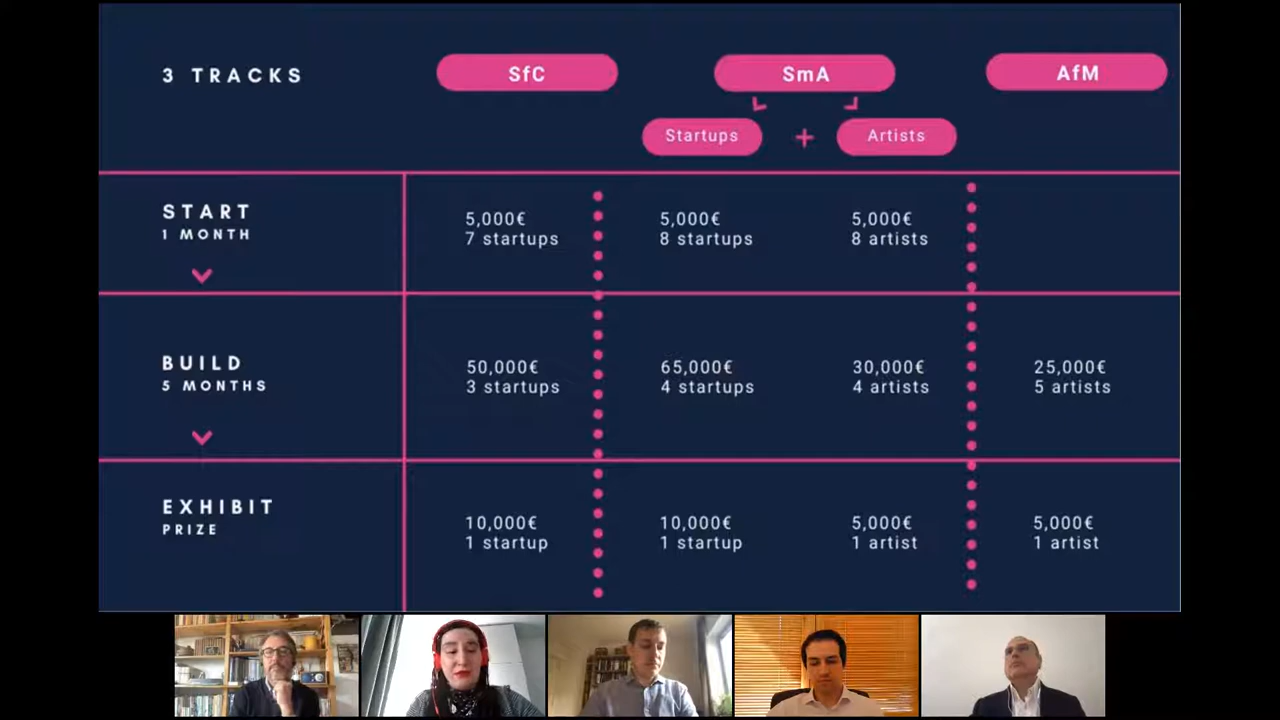 3 TRACKS
SfC
SmA
AfM
Startups
+
Artists
START
1 MONTH
5,000€
7 startups
5,000€
8 startups
5,000€
8 artists
BUILD
5 MONTHS
50,000€
3 startups
65,000€
4 startups
30,000€
4 artists
25,000€
5 artists
EXHIBIT
PRIZE
10,000€
1 startup
10,000€
1 startup
5,000€
1 artist
5,000€
1 artist